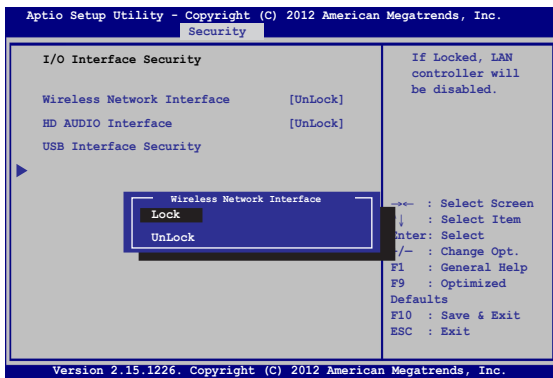 Aptio Setup Utility - Copyright (C) 2012 American Megatrends, Inc.
Security
I/O Interface Security
Wireless Network Interface [UnLock]
HD AUDIO Interface [UnLock]
USB Interface Security
If Locked, LAN
controller will
be disabled.
Wireless Network Interface
Lock
UnLock
→← : Select Screen
↑↓ : Select Item
Enter: Select
+/— : Change Opt.
F1 : General Help
F9 : Optimized
Defaults
F10 : Save & Exit
ESC : Exit
Version 2.15.1226. Copyright (C) 2012 American Megatrends, Inc.